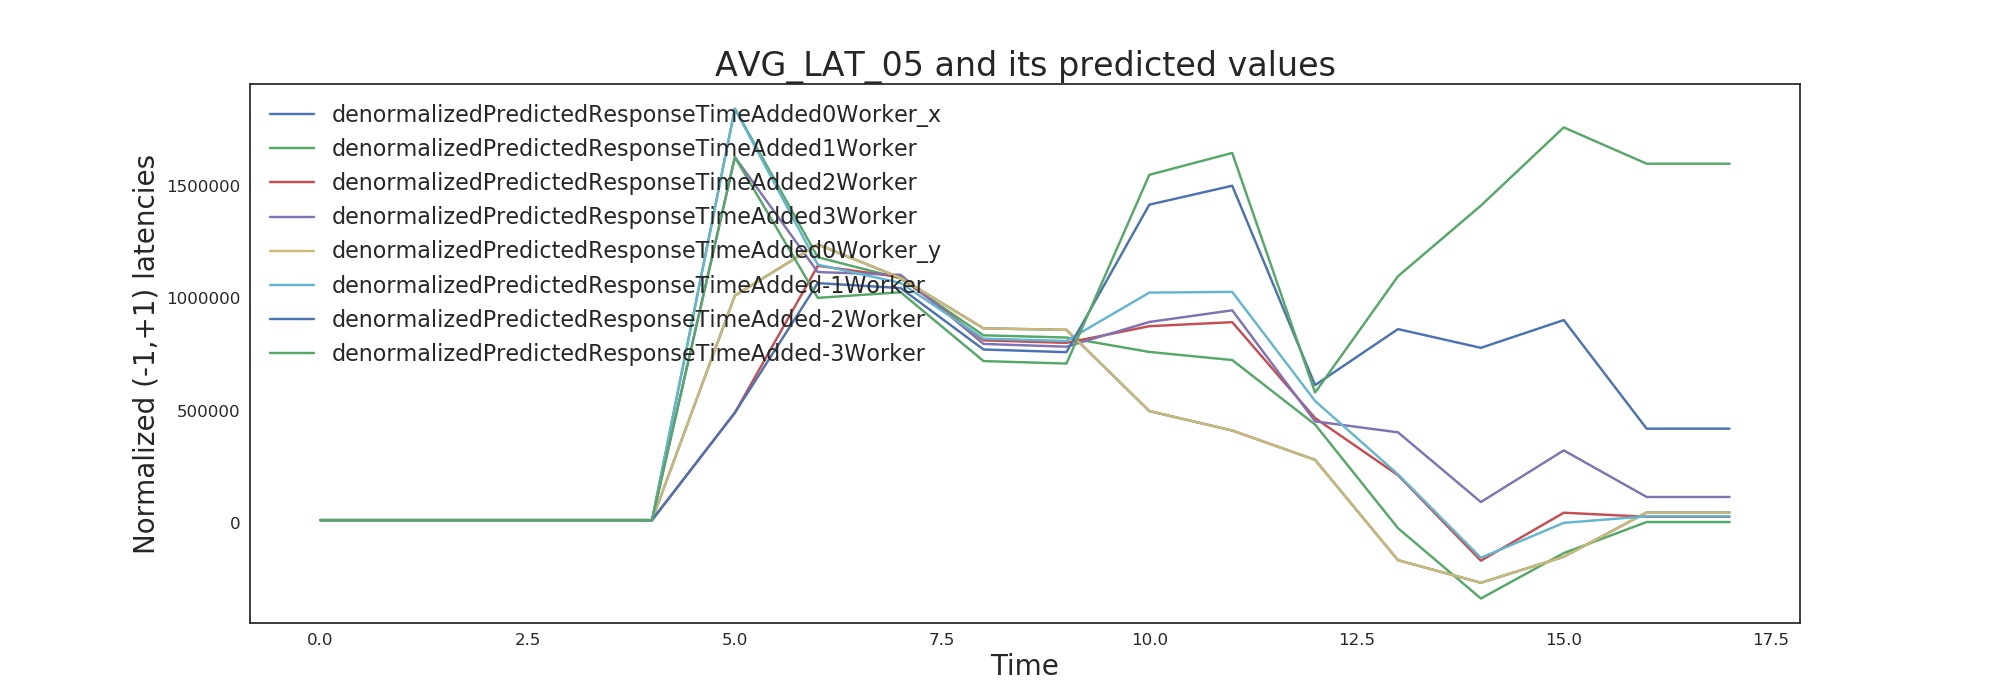 AVG_LAT_05 and its predicted values
denormalizedPredictedResponseTimeAdded0Worker_x
denormalizedPredictedResponseTimeAdded1Worker
denormalizedPredictedResponseTimeAdded2Worker
denormalizedPredictedResponseTimeAdded3Worker
denormalizedPredictedResponseTimeAdded0Worker_y
denormalizedPredictedResponseTimeAdded-1Worker
denormalizedPredictedResponseTimeAdded-2Worker
denormalizedPredictedResponseTimeAdded-3Worker
Normalized (-1,+1) latencies
1500000
1000000
500000
0
0.0 2.5 5.0 7.5 10.0 12.5 15.0 17.5
Time